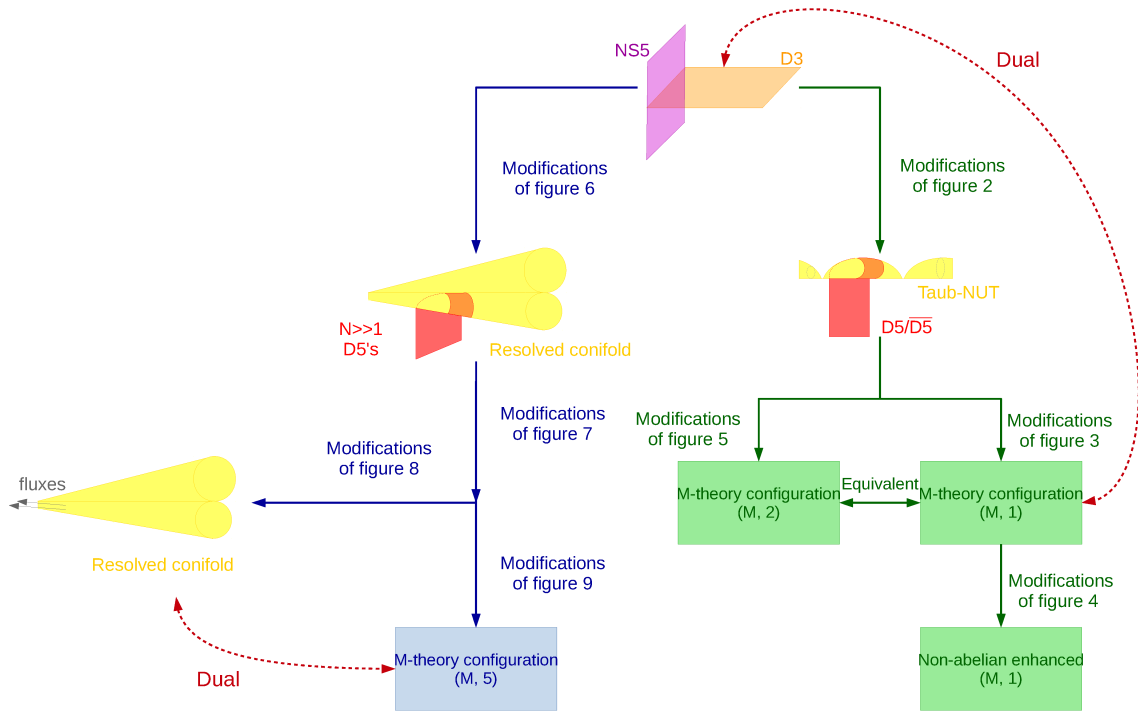 NS5
D3
Dual
Modifications
of figure 6
Modifications
of figure 2
Taub-NUT
N>>1
D5's
Resolved conifold
D5/D̅5̅
Modifications
of figure 7
Modifications
of figure 5
Modifications
of figure 3
Modifications
of figure 8
fluxes
M-theory configuration
(M, 2)
Equivalent
M-theory configuration
(M, 1)
Resolved conifold
Modifications
of figure 9
Modifications
of figure 4
Dual
M-theory configuration
(M, 5)
Non-abelian enhanced
(M, 1)